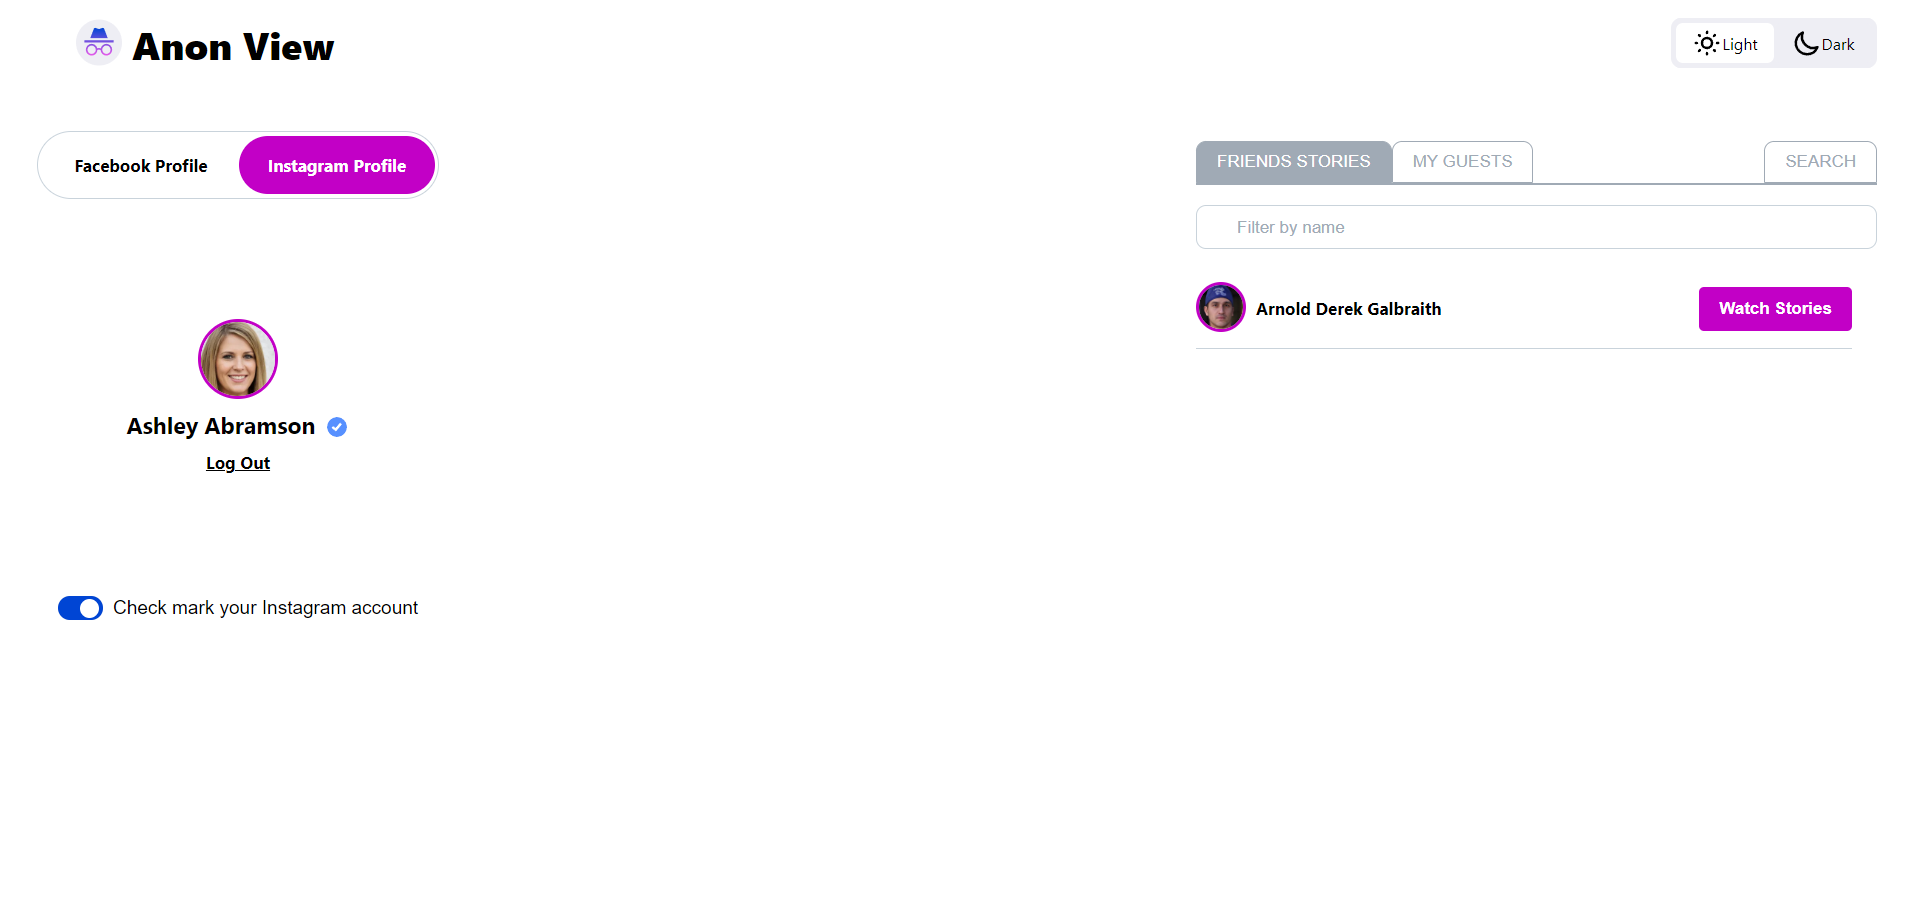 Anon View
Light
Dark
Facebook Profile
Instagram Profile
FRIENDS STORIES
MY GUESTS
SEARCH
Filter by name
Arnold Derek Galbraith
Watch Stories
Ashley Abramson
Log Out
Check mark your Instagram account